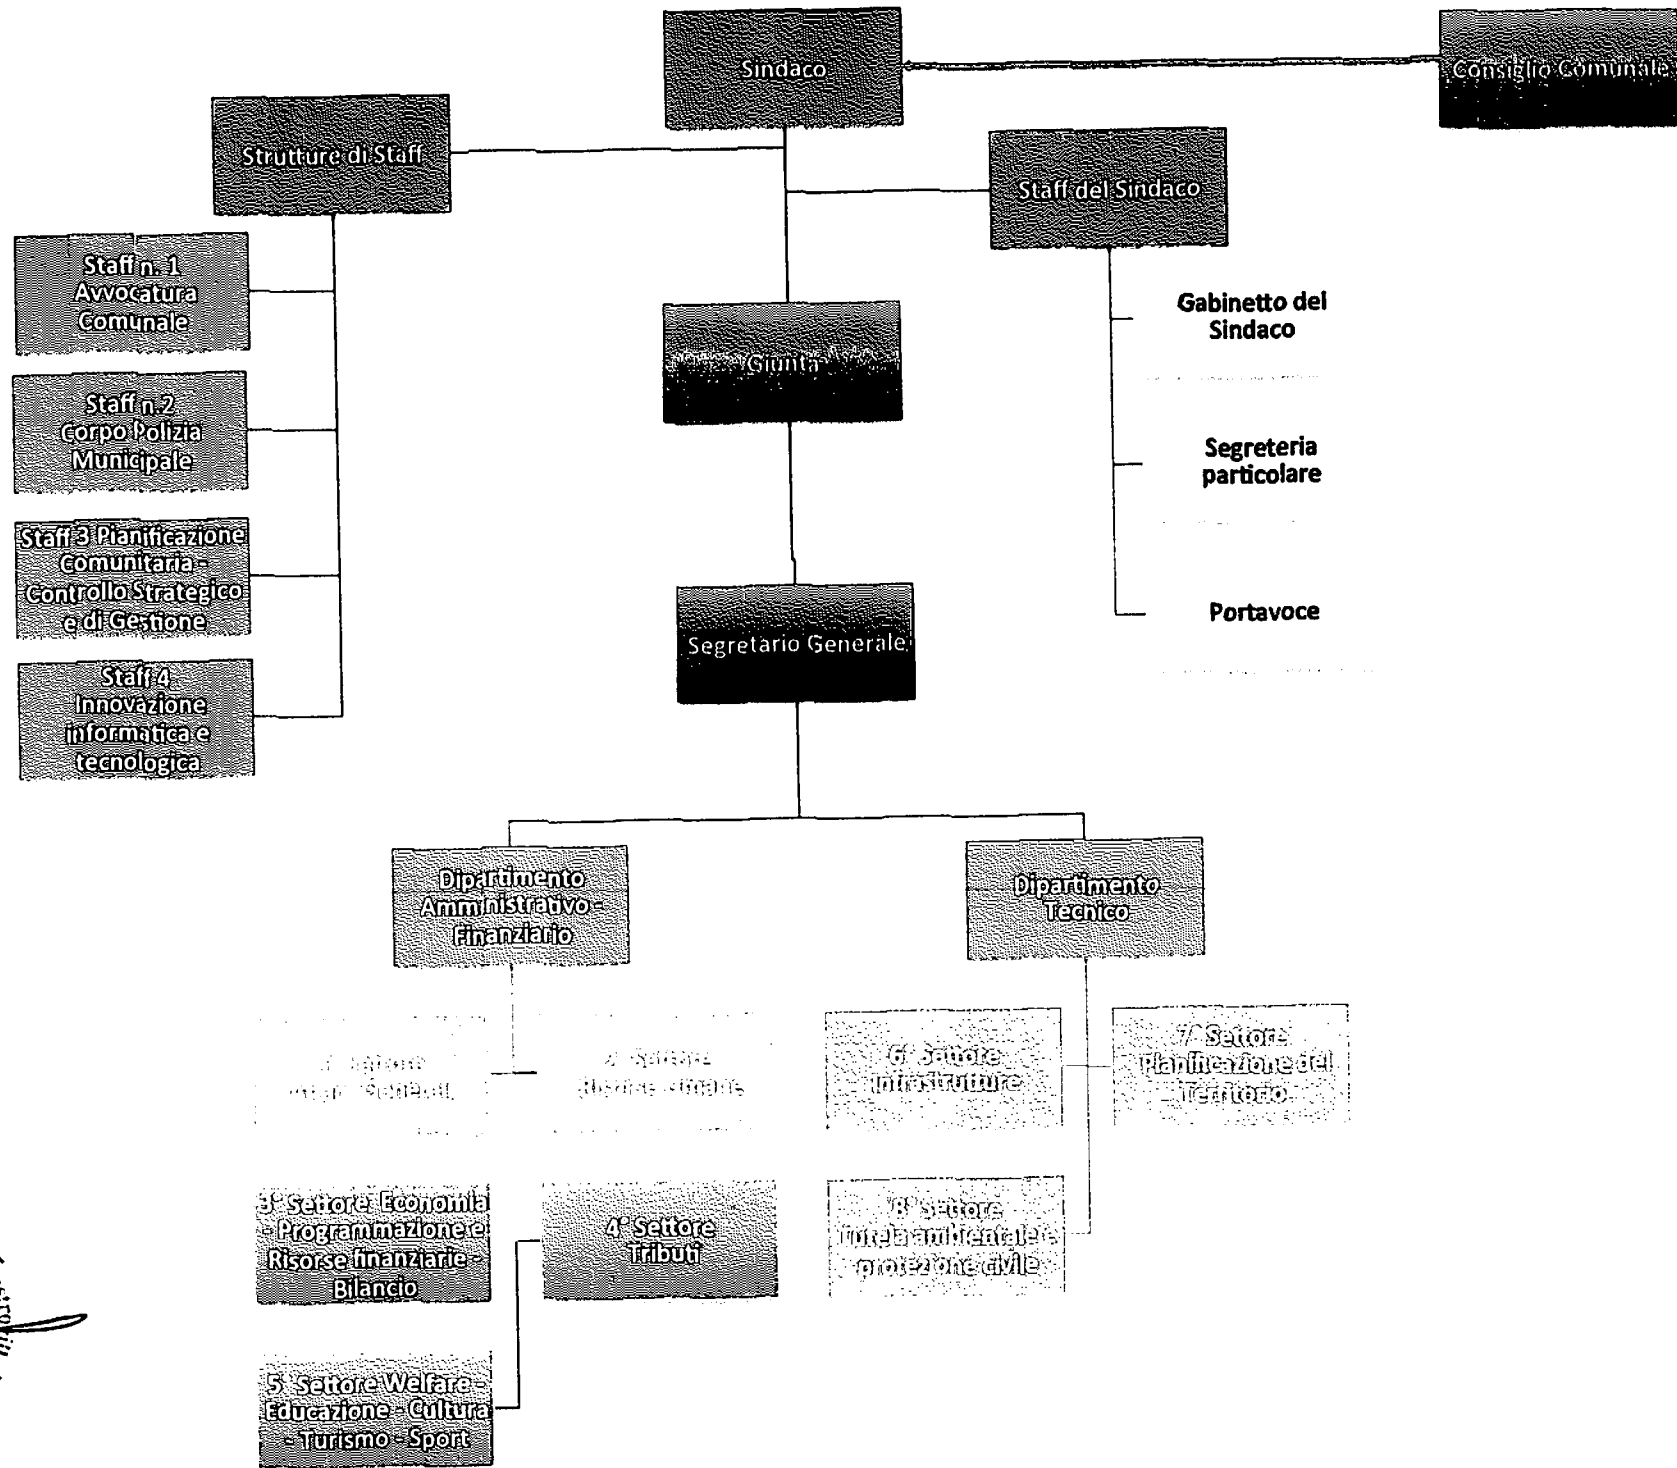 Sindaco
Consiglio Comunale
Strutture di Staff
Staff del Sindaco
Staff n. 1
Avvocatura
Comunale
Staff n.2
Corpo Polizia
Municipale
Staff 3 Pianificazione
Comunitaria -
Controllo Strategico
e di Gestione
Staff 4
Innovazione
informatica e
tecnologica
Gabinetto del
Sindaco
Segreteria
particolare
Portavoce
Giunta
Segretario Generale
Dipartimento
Amministrativo -
Finanziario
Dipartimento
Tecnico
Settore
Settore
Risorse umane
3° Settore Economia
- Programmazione e
Risorse finanziarie -
Bilancio
4° Settore
Tributi
5° Settore Welfare -
Educazione - Cultura
- Turismo - Sport
6° Settore
Infrastrutture
7° Settore
Pianificazione del
Territorio
8° Settore
Tutela ambientale e
protezione civile